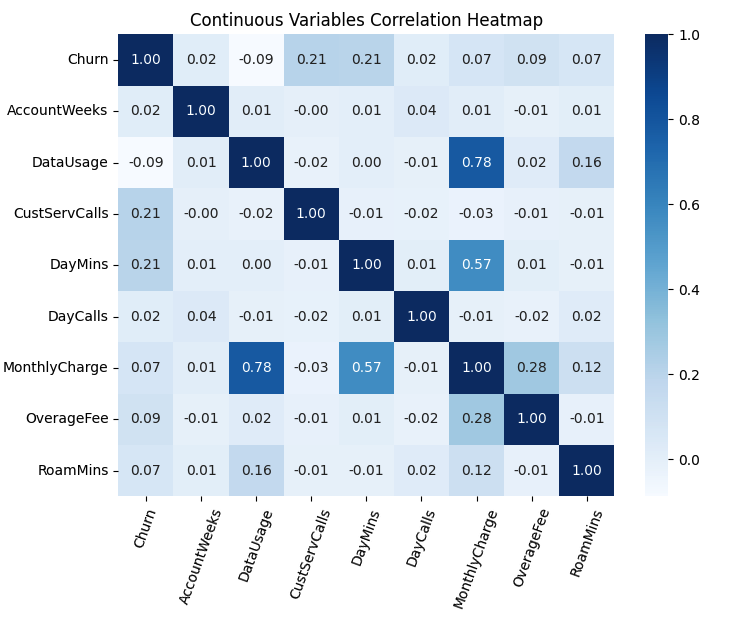 Continuous Variables Correlation Heatmap
Churn 1.00 0.02 -0.09 0.21 0.21 0.02 0.07 0.09 0.07
AccountWeeks 0.02 1.00 0.01 -0.00 0.01 0.04 0.01 -0.01 0.01
DataUsage -0.09 0.01 1.00 -0.02 0.00 -0.01 0.78 0.02 0.16
CustServCalls 0.21 -0.00 -0.02 1.00 -0.01 -0.02 -0.03 -0.01 -0.01
DayMins 0.21 0.01 0.00 -0.01 1.00 0.01 0.57 0.01 -0.01
DayCalls 0.02 0.04 -0.01 -0.02 0.01 1.00 -0.01 -0.02 0.02
MonthlyCharge 0.07 0.01 0.78 -0.03 0.57 -0.01 1.00 0.28 0.12
OverageFee 0.09 -0.01 0.02 -0.01 0.01 -0.02 0.28 1.00 -0.01
RoamMins 0.07 0.01 0.16 -0.01 -0.01 0.02 0.12 -0.01 1.00
Churn
AccountWeeks
DataUsage
CustServCalls
DayMins
DayCalls
MonthlyCharge
OverageFee
RoamMins
1.0
0.8
0.6
0.4
0.2
0.0